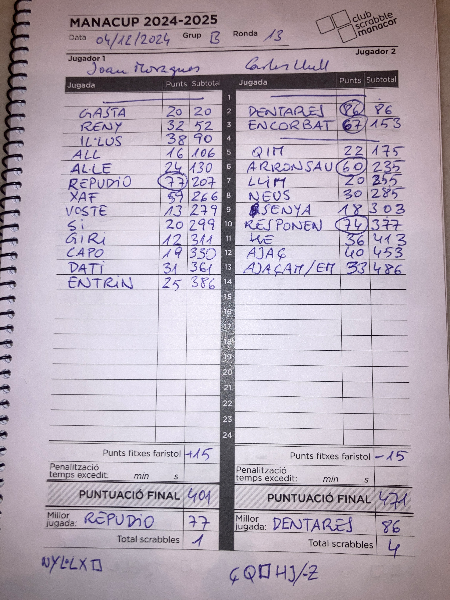 MANACUP 2024-2025
club scrabble manacor
Data 04/12/2024 Grup B Ronda 13
Jugador 1 Jugador 2
Joan Moragues Carles Llull
Jugada Punts Subtotal Jugada Punts Subtotal
1
GASTA 20 20 2 DENTARES 86 86
RENY 32 52 3 ENCORBAT 67 153
IL·LUS 38 90 4
ALL 16 106 5 QIM 22 175
ALLE 24 130 6 ARRONSAU 60 235
REPUDIO 77 207 7 LLIM 20 255
XAF 59 266 8 NEUS 30 285
VOSTE 13 279 9 SENYA 18 303
SI 20 299 10 RESPONEN 74 377
GIRI 12 311 11 HE 36 413
CAPO 19 330 12 AJAÇ 40 453
DATI 31 361 13 AJAÇAM/EM 33 486
ENTRIN 25 386 14
15
16
17
18
19
20
21
22
23
24
Punts fitxes faristol +15 Punts fitxes faristol -15
Penalització temps excedit: min s Penalització temps excedit: min s
PUNTUACIÓ FINAL 401 PUNTUACIÓ FINAL 471
Millor jugada: REPUDIO 77 Millor jugada: DENTARES 86
Total scrabbles 1 Total scrabbles 4
NYL·LX□ ÇQ□HJ/-Z